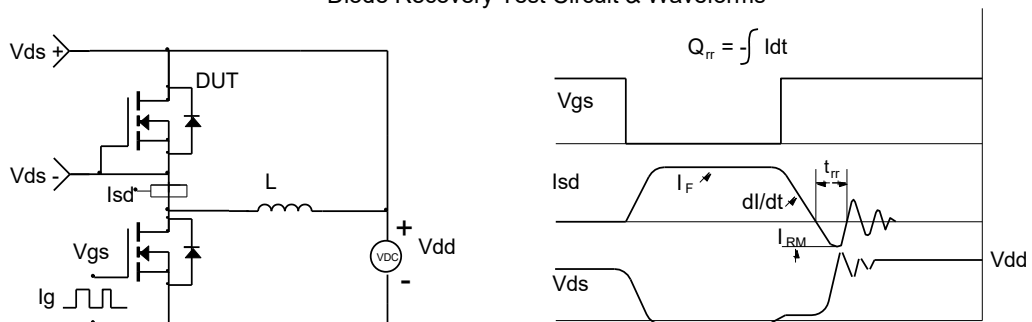 Diode Recovery Test Circuit & Waveforms
Vds +
DUT
Vds -
Isd
L
Vgs
Ig
+
VDC
-
Vdd
Qrr = -∫ Idt
Vgs
Isd
IF
dI/dt
trr
IRM
Vds
Vdd